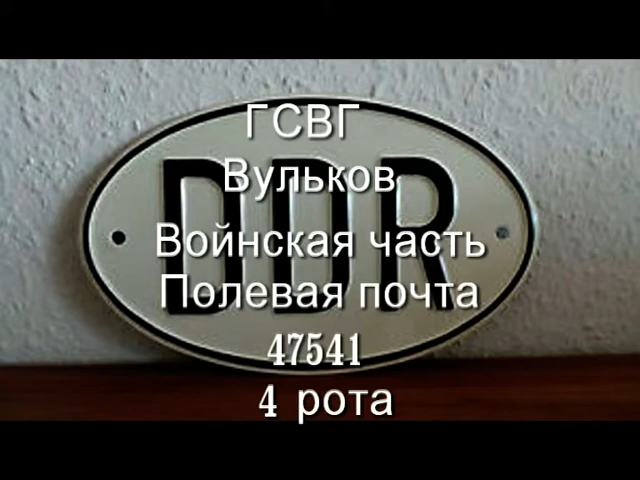 ГСВГ
Вульков
DDR
Войнская часть
Полевая почта
47541
4 рота